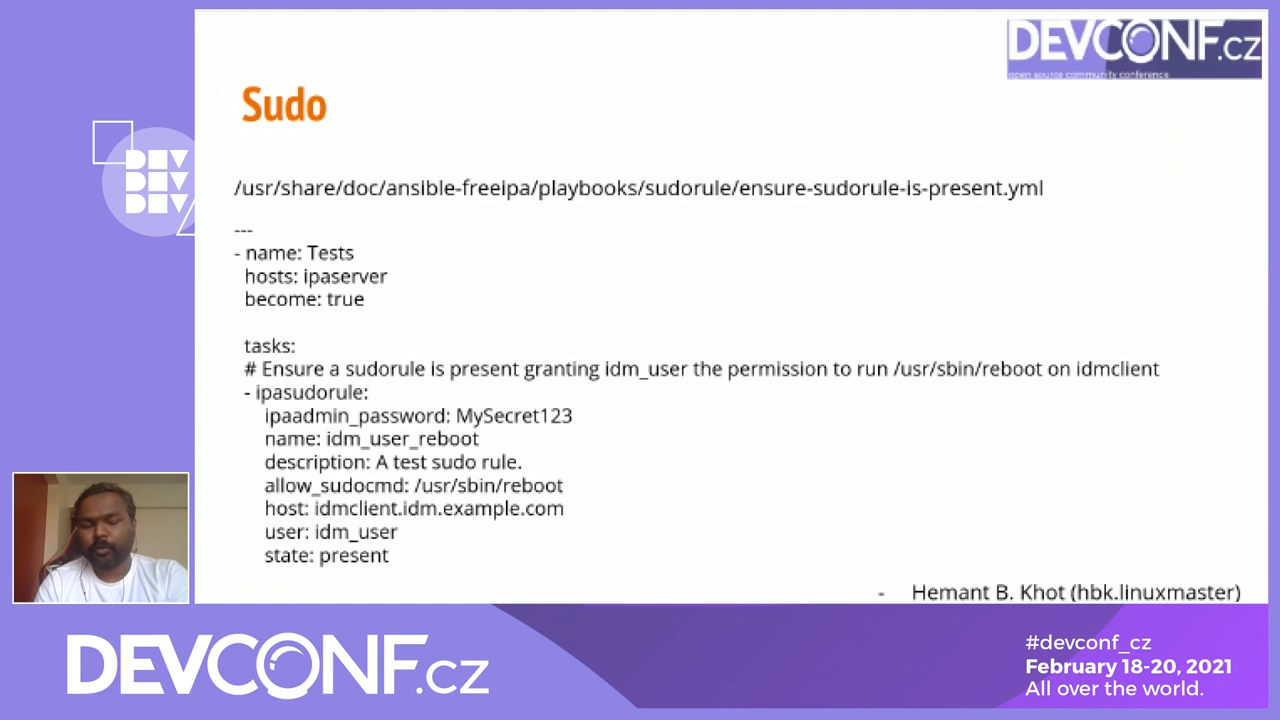 DEVCONF.cz
open source community conference
DEV
DEV
DEV
Sudo
/usr/share/doc/ansible-freeipa/playbooks/sudorule/ensure-sudorule-is-present.yml
---
- name: Tests
hosts: ipaserver
become: true
tasks:
# Ensure a sudorule is present granting idm_user the permission to run /usr/sbin/reboot on idmclient
- ipasudorule:
ipaadmin_password: MySecret123
name: idm_user_reboot
description: A test sudo rule.
allow_sudocmd: /usr/sbin/reboot
host: idmclient.idm.example.com
user: idm_user
state: present
- Hemant B. Khot (hbk.linuxmaster)
DEVCONF.cz
#devconf_cz
February 18-20, 2021
All over the world.